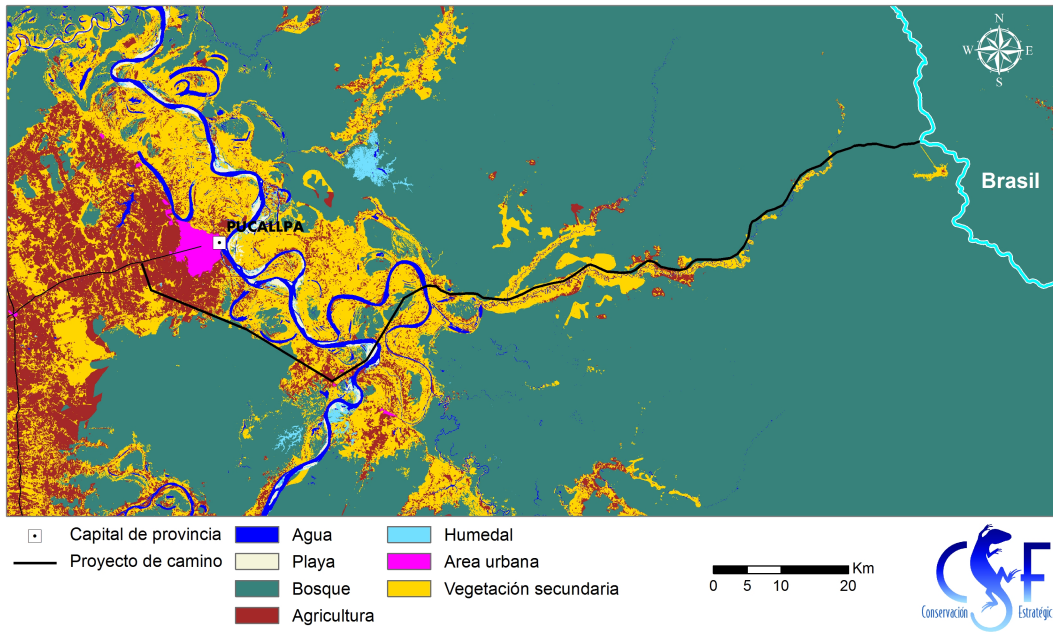 N
W E
S
Brasil
PUCALLPA
Capital de provincia
Proyecto de camino
Agua
Playa
Bosque
Agricultura
Humedal
Area urbana
Vegetación secundaria
0 5 10 20 Km
CSF
Conservación Estratégic